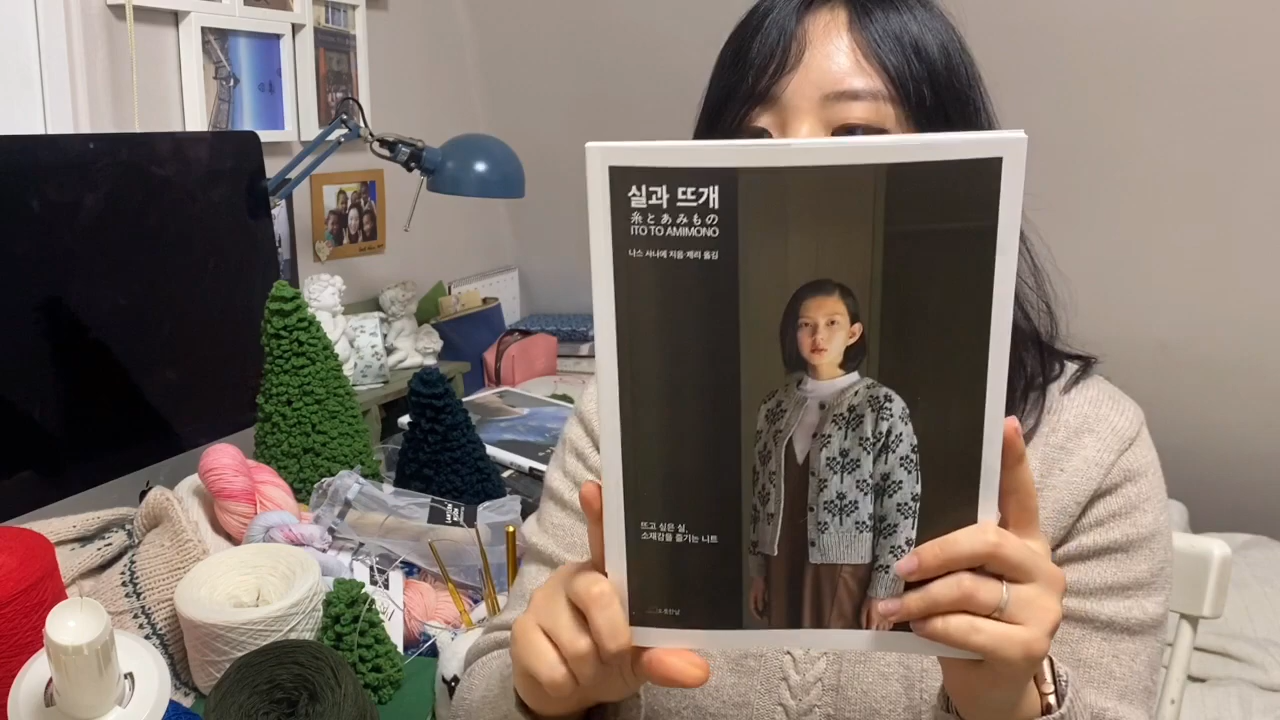 실과 뜨개
糸とあみもの
ITO TO AMIMONO
나스 사나에 지음·제리 옮김
뜨고 싶은 실,
소재감을 즐기는 니트